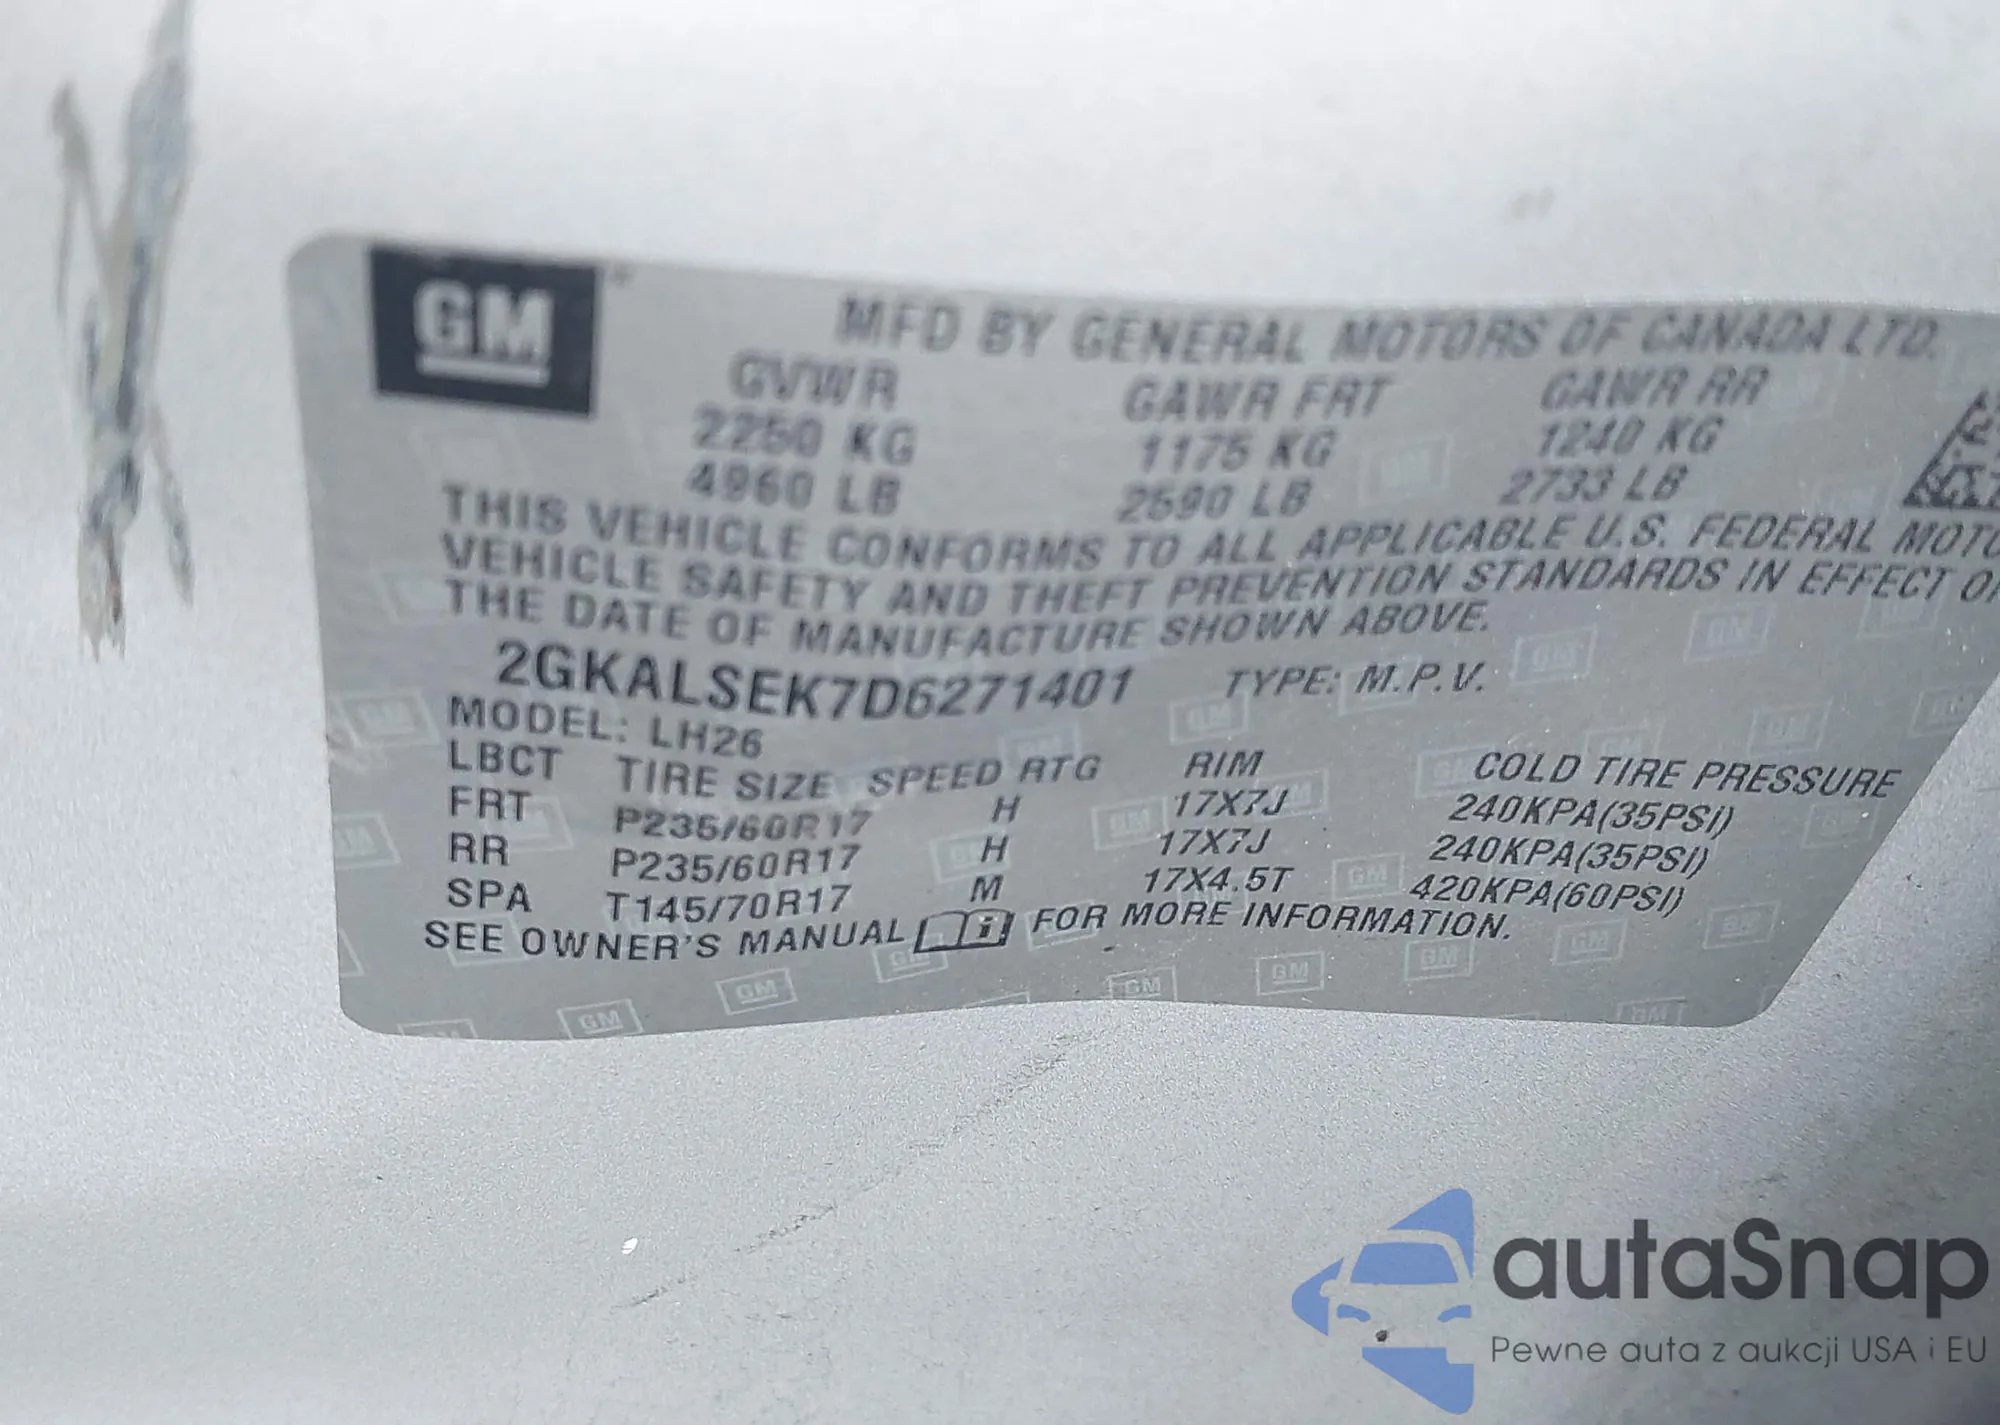 GM
MFD BY GENERAL MOTORS OF CANADA LTD.
GVWR GAWR FRT GAWR RR
2250 KG 1175 KG 1240 KG
4960 LB 2590 LB 2733 LB
THIS VEHICLE CONFORMS TO ALL APPLICABLE U.S. FEDERAL MOTO
VEHICLE SAFETY AND THEFT PREVENTION STANDARDS IN EFFECT
THE DATE OF MANUFACTURE SHOWN ABOVE.
2GKALSEK7D6271401 TYPE: M.P.V.
MODEL: LH26
LBCT TIRE SIZE SPEED RTG RIM COLD TIRE PRESSURE
FRT P235/60R17 H 17X7J 240KPA(35PSI)
RR P235/60R17 H 17X7J 240KPA(35PSI)
SPA T145/70R17 M 17X4.5T 420KPA(60PSI)
SEE OWNER'S MANUAL i FOR MORE INFORMATION.
autaSnap
Pewne auta z aukcji USA i EU